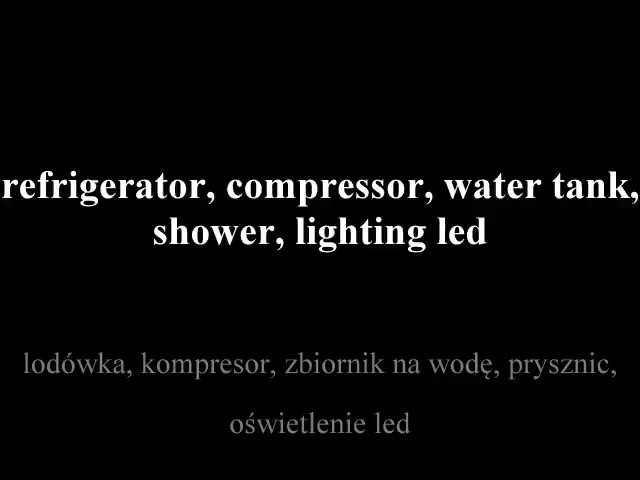 refrigerator, compressor, water tank,
shower, lighting led
lodówka, kompresor, zbiornik na wodę, prysznic,
oświetlenie led